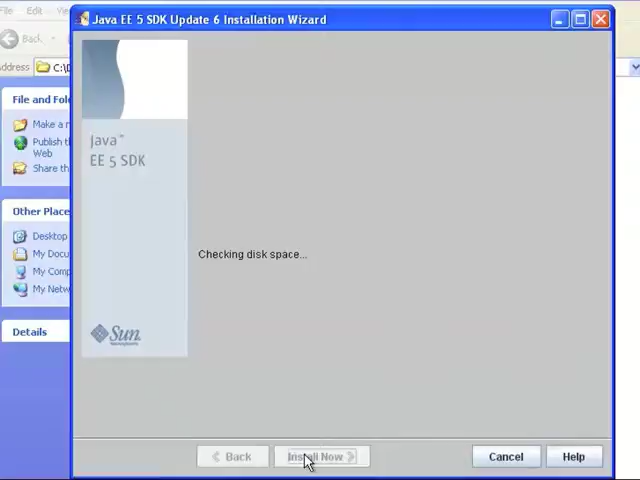 Java EE 5 SDK Update 6 Installation Wizard
File Edit
Back
Address C:\D
File and Fol
Make a n
Publish t
Web
Share th
Other Place
Desktop
My Docu
My Comp
My Netw
Details
Java™
EE 5 SDK
Sun
Checking disk space...
Back
Install Now
Cancel
Help